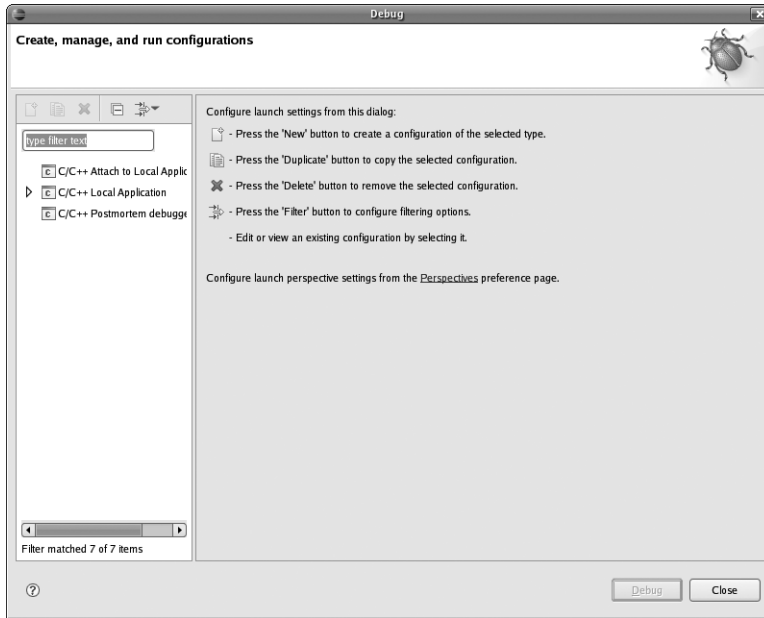 Debug
Create, manage, and run configurations
type filter text
C/C++ Attach to Local Applic
C/C++ Local Application
C/C++ Postmortem debugge
Filter matched 7 of 7 items
Configure launch settings from this dialog:
- Press the 'New' button to create a configuration of the selected type.
- Press the 'Duplicate' button to copy the selected configuration.
- Press the 'Delete' button to remove the selected configuration.
- Press the 'Filter' button to configure filtering options.
- Edit or view an existing configuration by selecting it.
Configure launch perspective settings from the Perspectives preference page.
Debug
Close